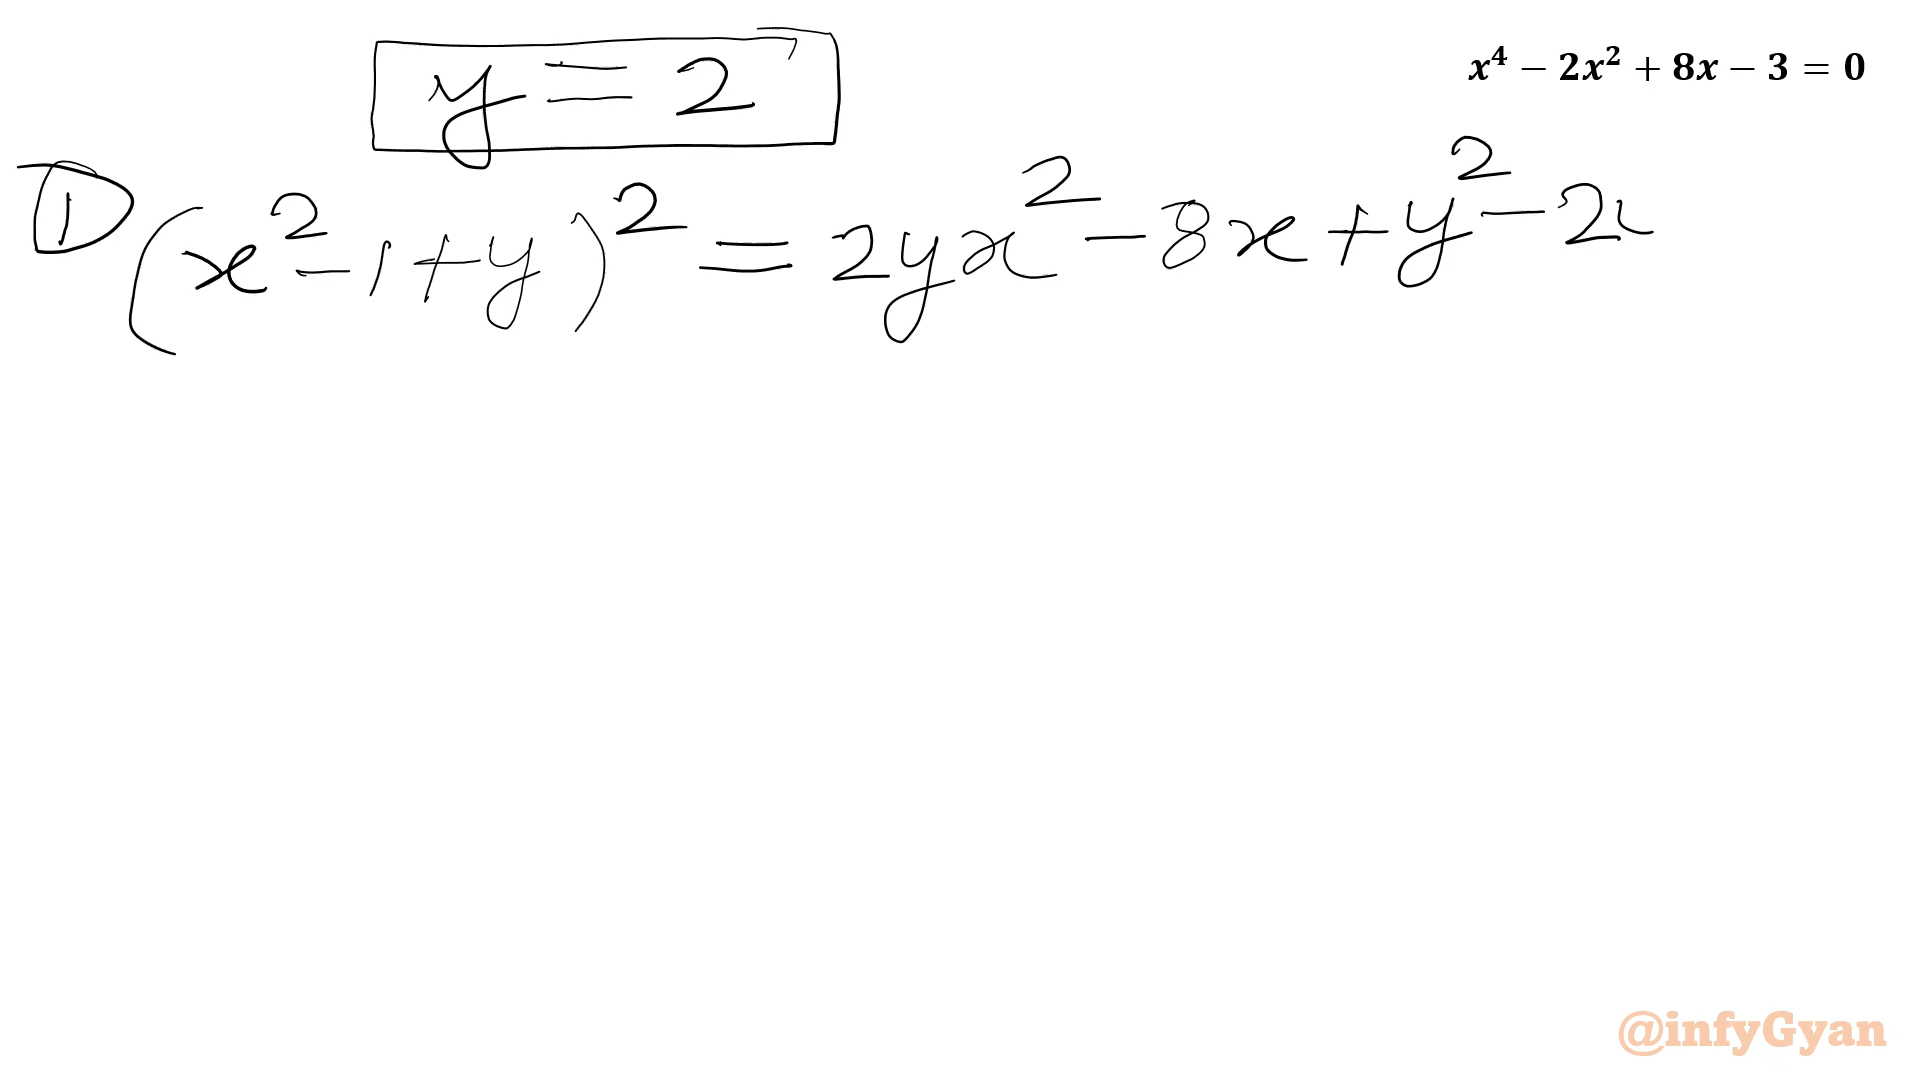 y = 2
x⁴ − 2x² + 8x − 3 = 0
① (x² − 1 + y)² = 2yx² − 8x + y² − 2
@infyGyan